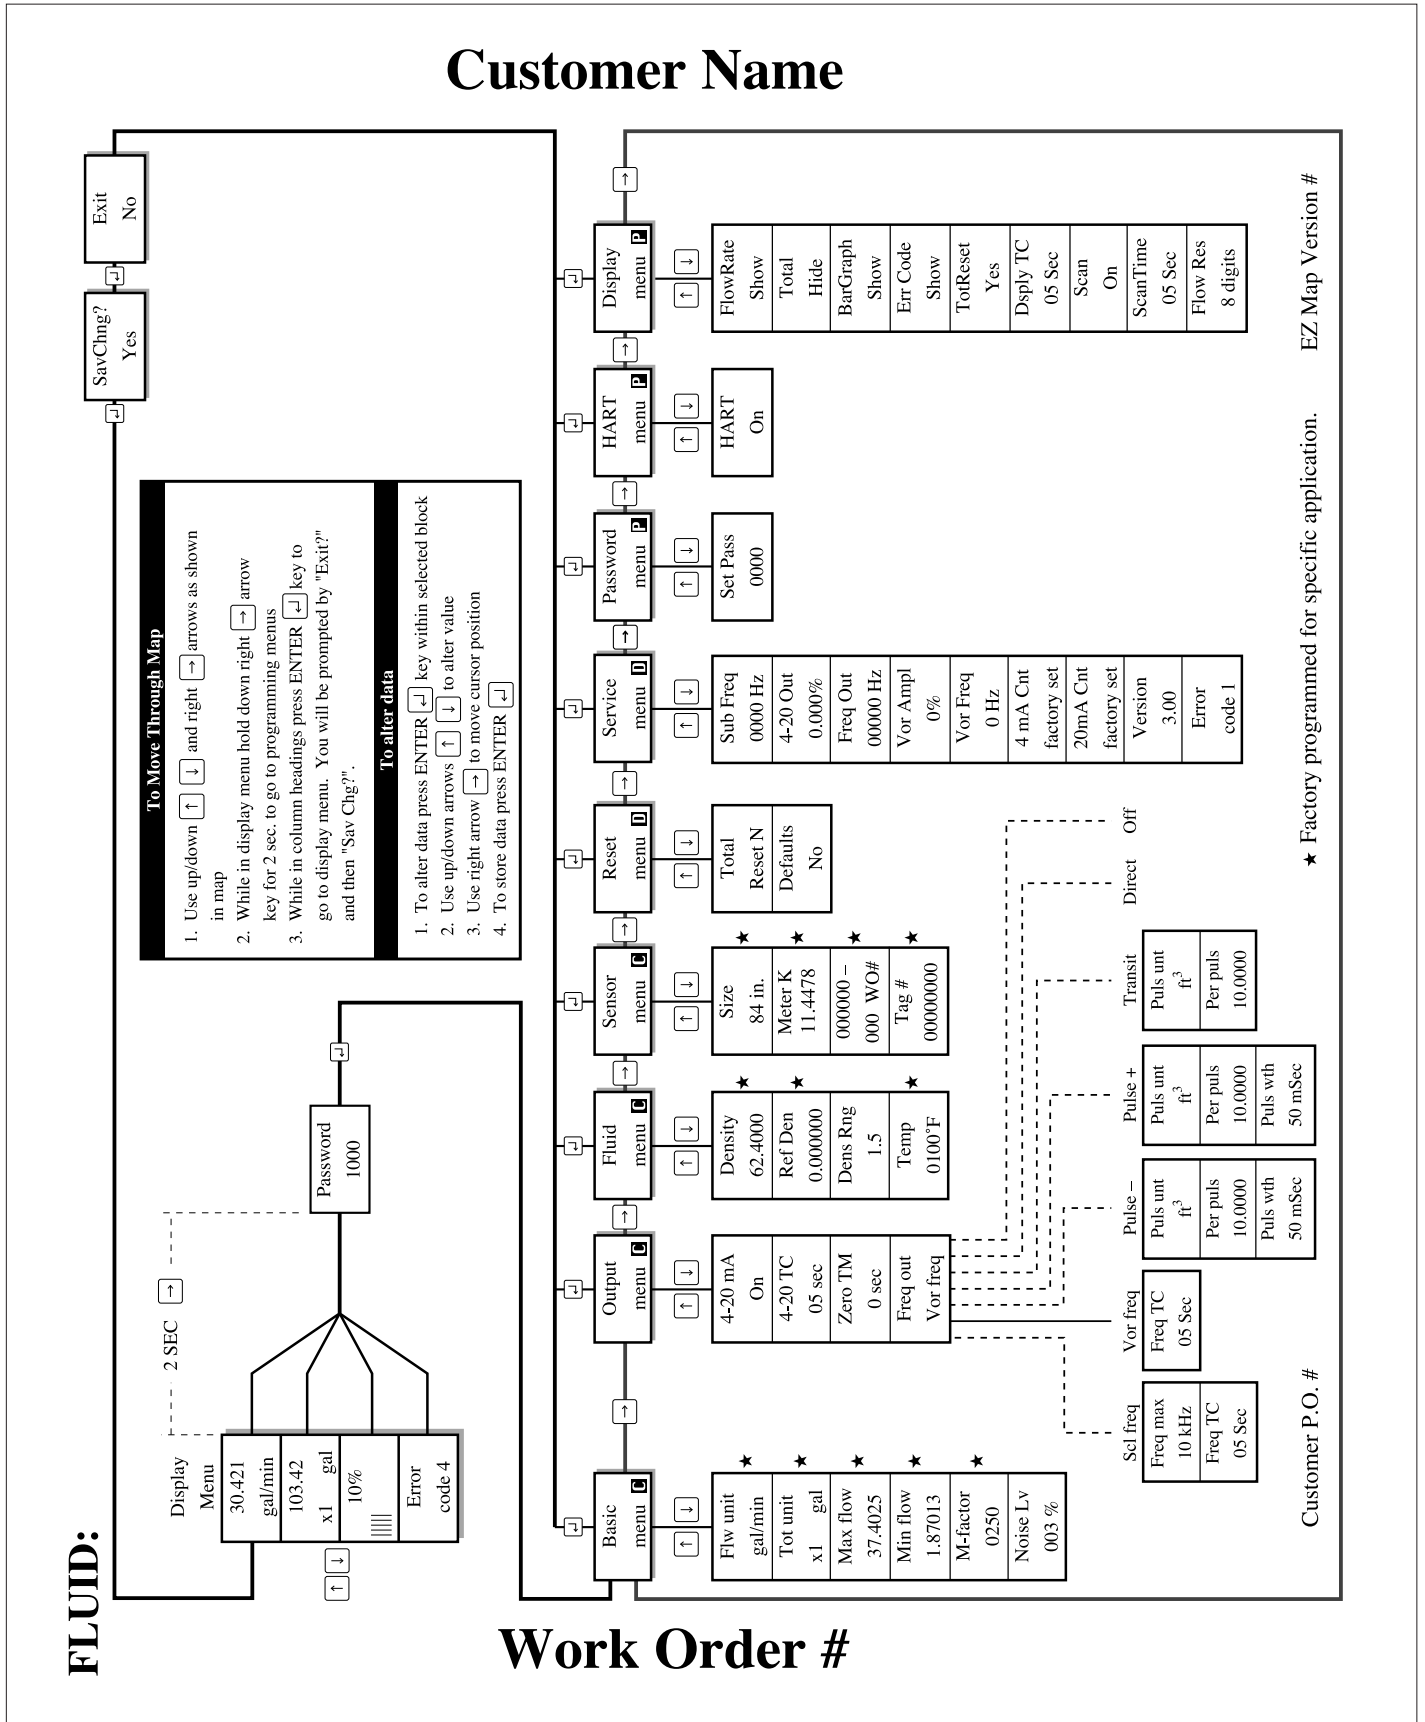 Customer Name
FLUID:
Work Order #
Display
Menu
30.421
gal/min
103.42
x1 gal
10%
Error
code 4
↑ ↓
2 SEC →
Password
1000
↵
↵
SavChng?
Yes
↵
Exit
No
To Move Through Map
1. Use up/down ↑ ↓ and right → arrows as shown
in map
2. While in display menu hold down right → arrow
key for 2 sec. to go to programming menus
3. While in column headings press ENTER ↵ key to
go to display menu. You will be prompted by "Exit?"
and then "Sav Chg?".
To alter data
1. To alter data press ENTER ↵ key within selected block
2. Use up/down arrows ↑ ↓ to alter value
3. Use right arrow → to move cursor position
4. To store data press ENTER ↵
↵
Basic
menu C
↑ ↓
Flw unit
gal/min ★
Tot unit
x1 gal ★
Max flow
37.4025 ★
Min flow
1.87013 ★
M-factor
0250 ★
Noise Lv
003 %
→
↵
Output
menu C
↑ ↓
4-20 mA
On
4-20 TC
05 sec
Zero TM
0 sec
Freq out
Vor freq
→
↵
Fluid
menu C
↑ ↓
Density
62.4000 ★
Ref Den
0.000000 ★
Dens Rng
1.5
Temp
0100˚F ★
→
↵
Sensor
menu C
↑ ↓
Size
84 in. ★
Meter K
11.4478 ★
000000 –
000 WO# ★
Tag #
00000000 ★
→
↵
Reset
menu D
↑ ↓
Total
Reset N
Defaults
No
→
↵
Service
menu D
↑ ↓
Sub Freq
0000 Hz
4-20 Out
0.000%
Freq Out
00000 Hz
Vor Ampl
0%
Vor Freq
0 Hz
4 mA Cnt
factory set
20mA Cnt
factory set
Version
3.00
Error
code 1
→
↵
Password
menu P
↑ ↓
Set Pass
0000
→
↵
HART
menu P
↑ ↓
HART
On
→
↵
Display
menu P
↑ ↓
FlowRate
Show
Total
Hide
BarGraph
Show
Err Code
Show
TotReset
Yes
Dsply TC
05 Sec
Scan
On
ScanTime
05 Sec
Flow Res
8 digits
→
Scl freq
Freq max
10 kHz
Freq TC
05 Sec
Vor freq
Freq TC
05 Sec
Pulse –
Puls unt
ft³
Per puls
10.0000
Puls wth
50 mSec
Pulse +
Puls unt
ft³
Per puls
10.0000
Puls wth
50 mSec
Transit
Puls unt
ft³
Per puls
10.0000
Direct
Off
Customer P.O. #
★ Factory programmed for specific application.
EZ Map Version #